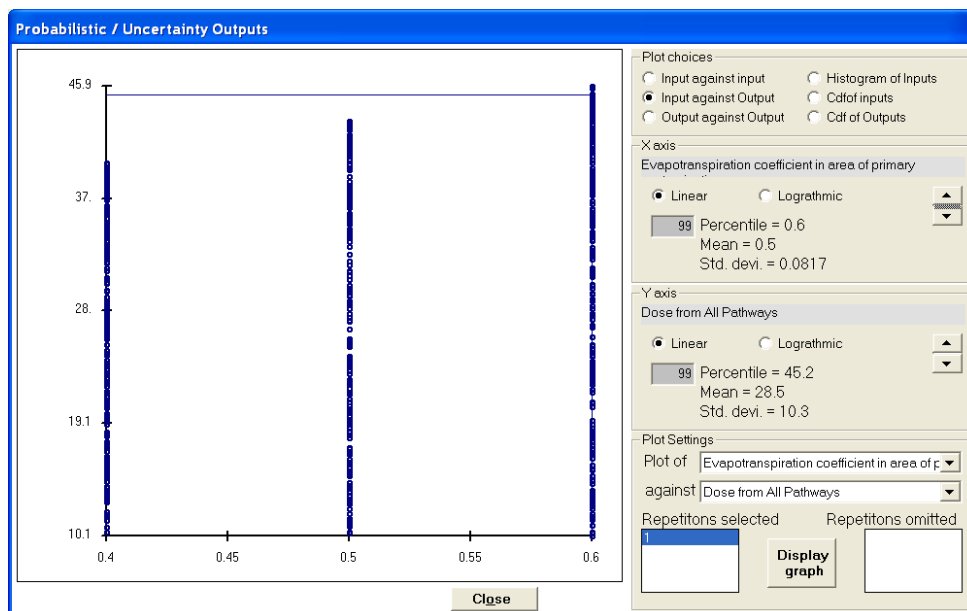 Probabilistic / Uncertainty Outputs
45.9
37.
28.
19.1
10.1
0.4
0.45
0.5
0.55
0.6
Close
Plot choices
Input against input
Histogram of Inputs
Input against Output
Cdfof inputs
Output against Output
Cdf of Outputs
X axis
Evapotranspiration coefficient in area of primary
Linear
Lograthmic
99 Percentile = 0.6
Mean = 0.5
Std. devi. = 0.0817
Y axis
Dose from All Pathways
Linear
Lograthmic
99 Percentile = 45.2
Mean = 28.5
Std. devi. = 10.3
Plot Settings
Plot of Evapotranspiration coefficient in area of p
against Dose from All Pathways
Repetitons selected
Repetitons omitted
1
Display
graph